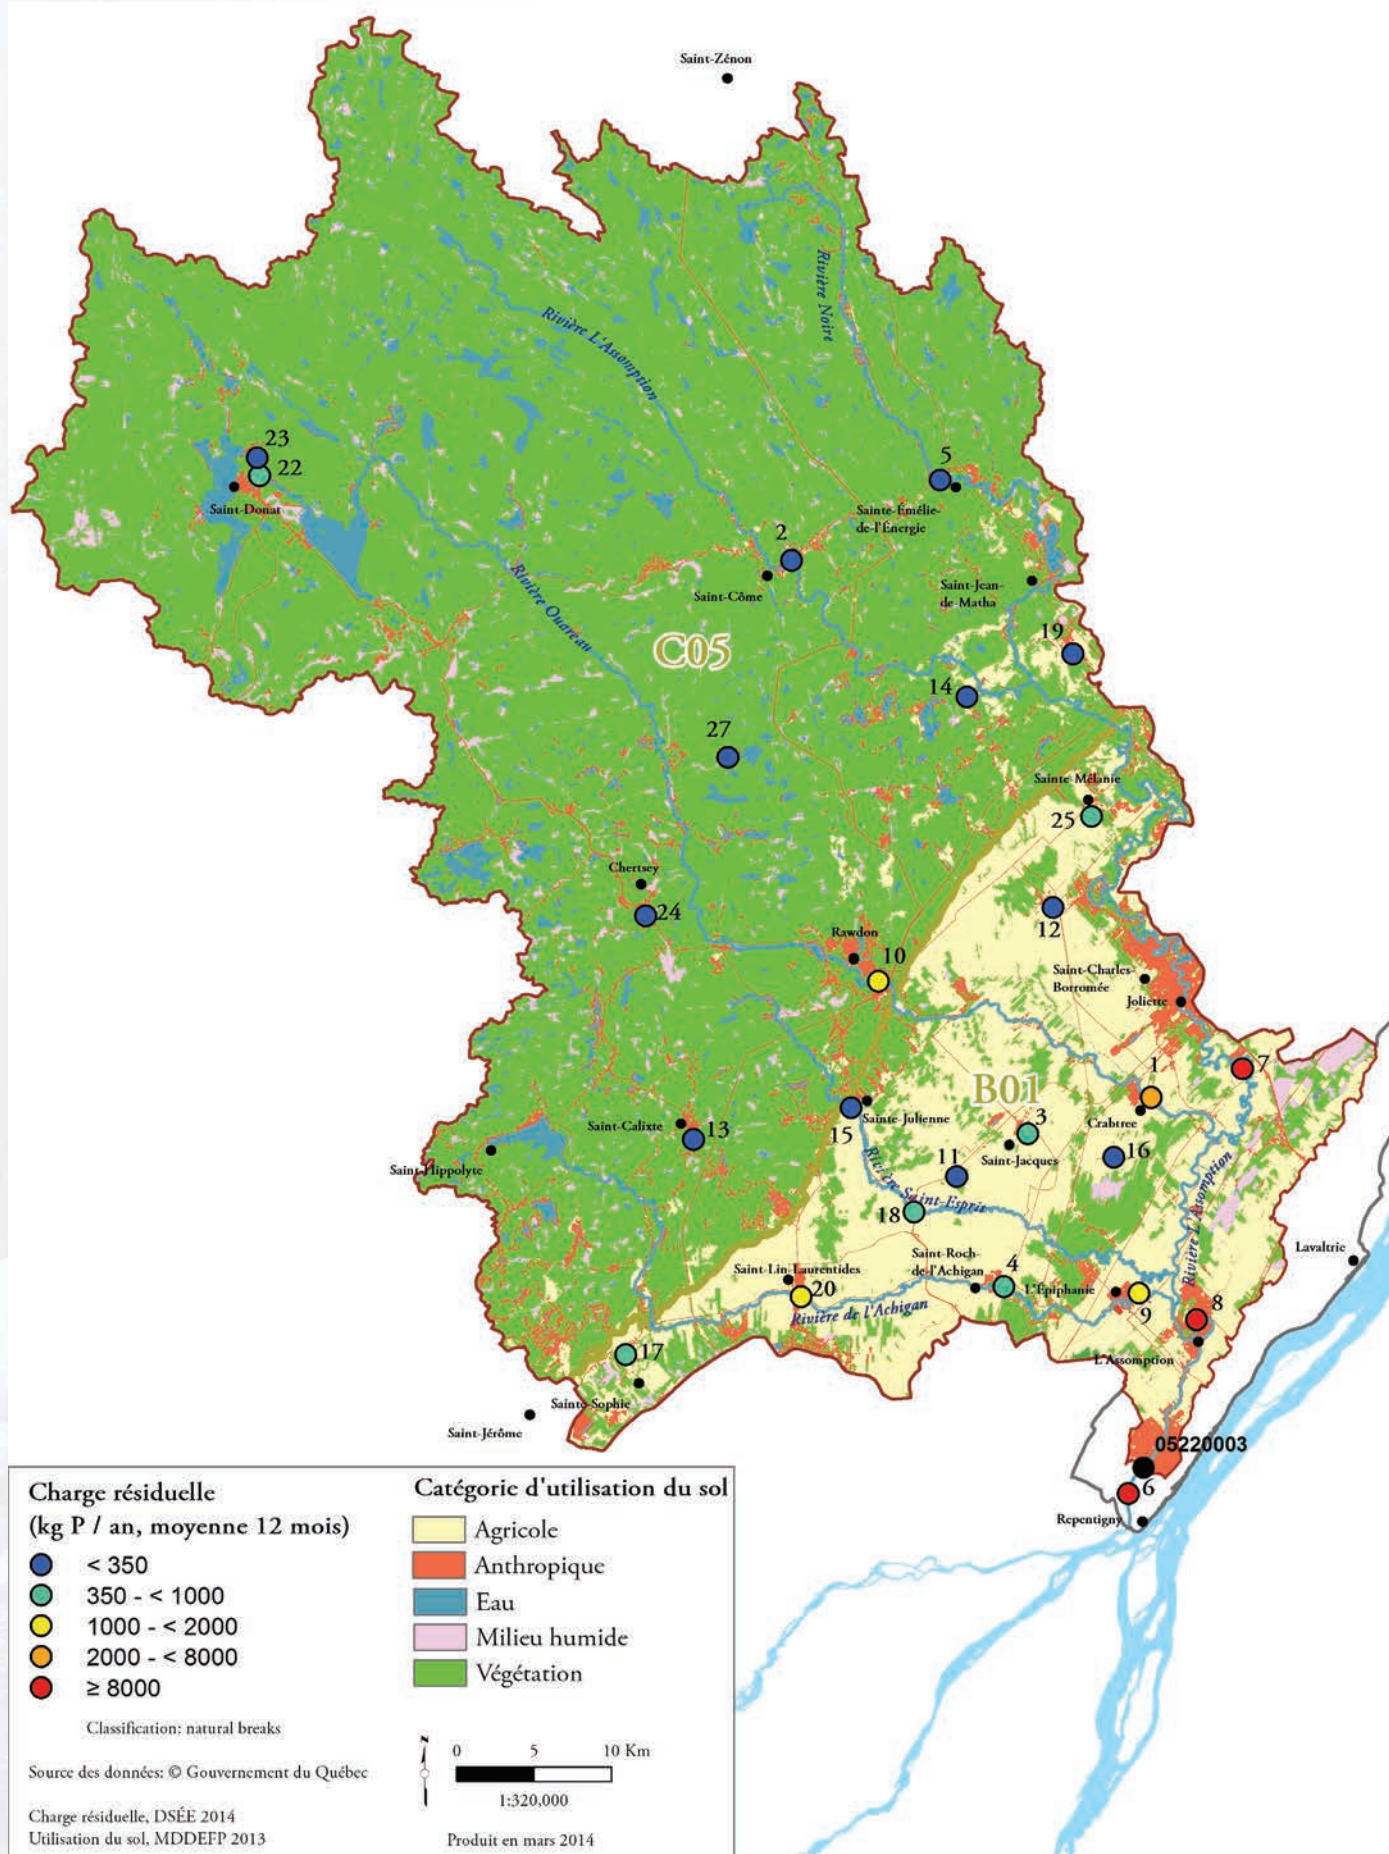 Saint-Zénon
Rivière Noire
Rivière L'Assomption
23
22
Saint-Donat
5
Sainte-Émélie-
de-l'Énergie
2
Saint-Côme
Saint-Jean-
de-Matha
Rivière Ouareau
C05
19
14
27
Sainte-Mélanie
25
Chertsey
24
12
Rawdon
10
Saint-Charles-
Borromée
Joliette
7
B01
1
Crabtree
3
Saint-Jacques
15
Sainte-Julienne
Saint-Calixte
13
16
11
Saint-Hippolyte
Rivière Saint-Esprit
18
Rivière L'Assomption
Lavaltrie
Saint-Roch-
de-l'Achigan
4
L'Épiphanie
9
8
L'Assomption
Saint-Lin-Laurentides
20
Rivière de l'Achigan
17
Sainte-Sophie
Saint-Jérôme
05220003
6
Repentigny
Charge résiduelle
(kg P / an, moyenne 12 mois)
< 350
350 - < 1000
1000 - < 2000
2000 - < 8000
≥ 8000
Classification: natural breaks
Source des données: © Gouvernement du Québec
Charge résiduelle, DSÉE 2014
Utilisation du sol, MDDEFP 2013
Catégorie d'utilisation du sol
Agricole
Anthropique
Eau
Milieu humide
Végétation
N
0 5 10 Km
1:320,000
Produit en mars 2014